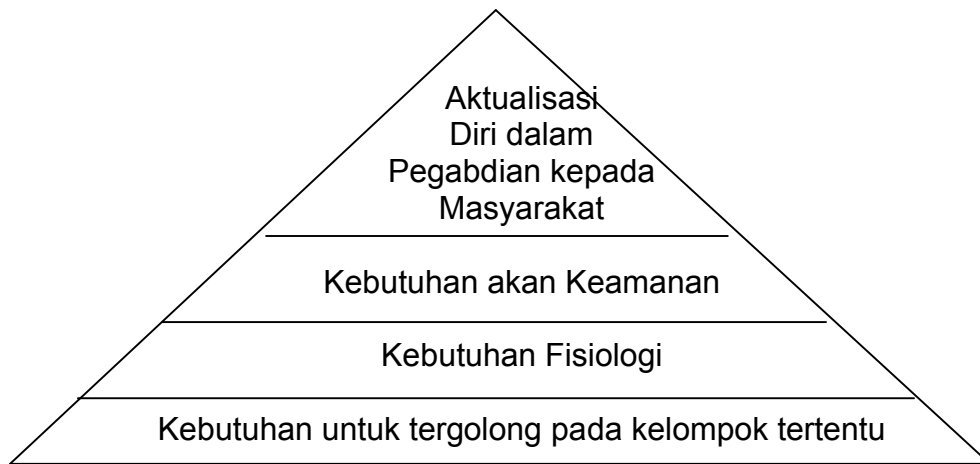 Aktualisasi
Diri dalam
Pegabdian kepada
Masyarakat
Kebutuhan akan Keamanan
Kebutuhan Fisiologi
Kebutuhan untuk tergolong pada kelompok tertentu